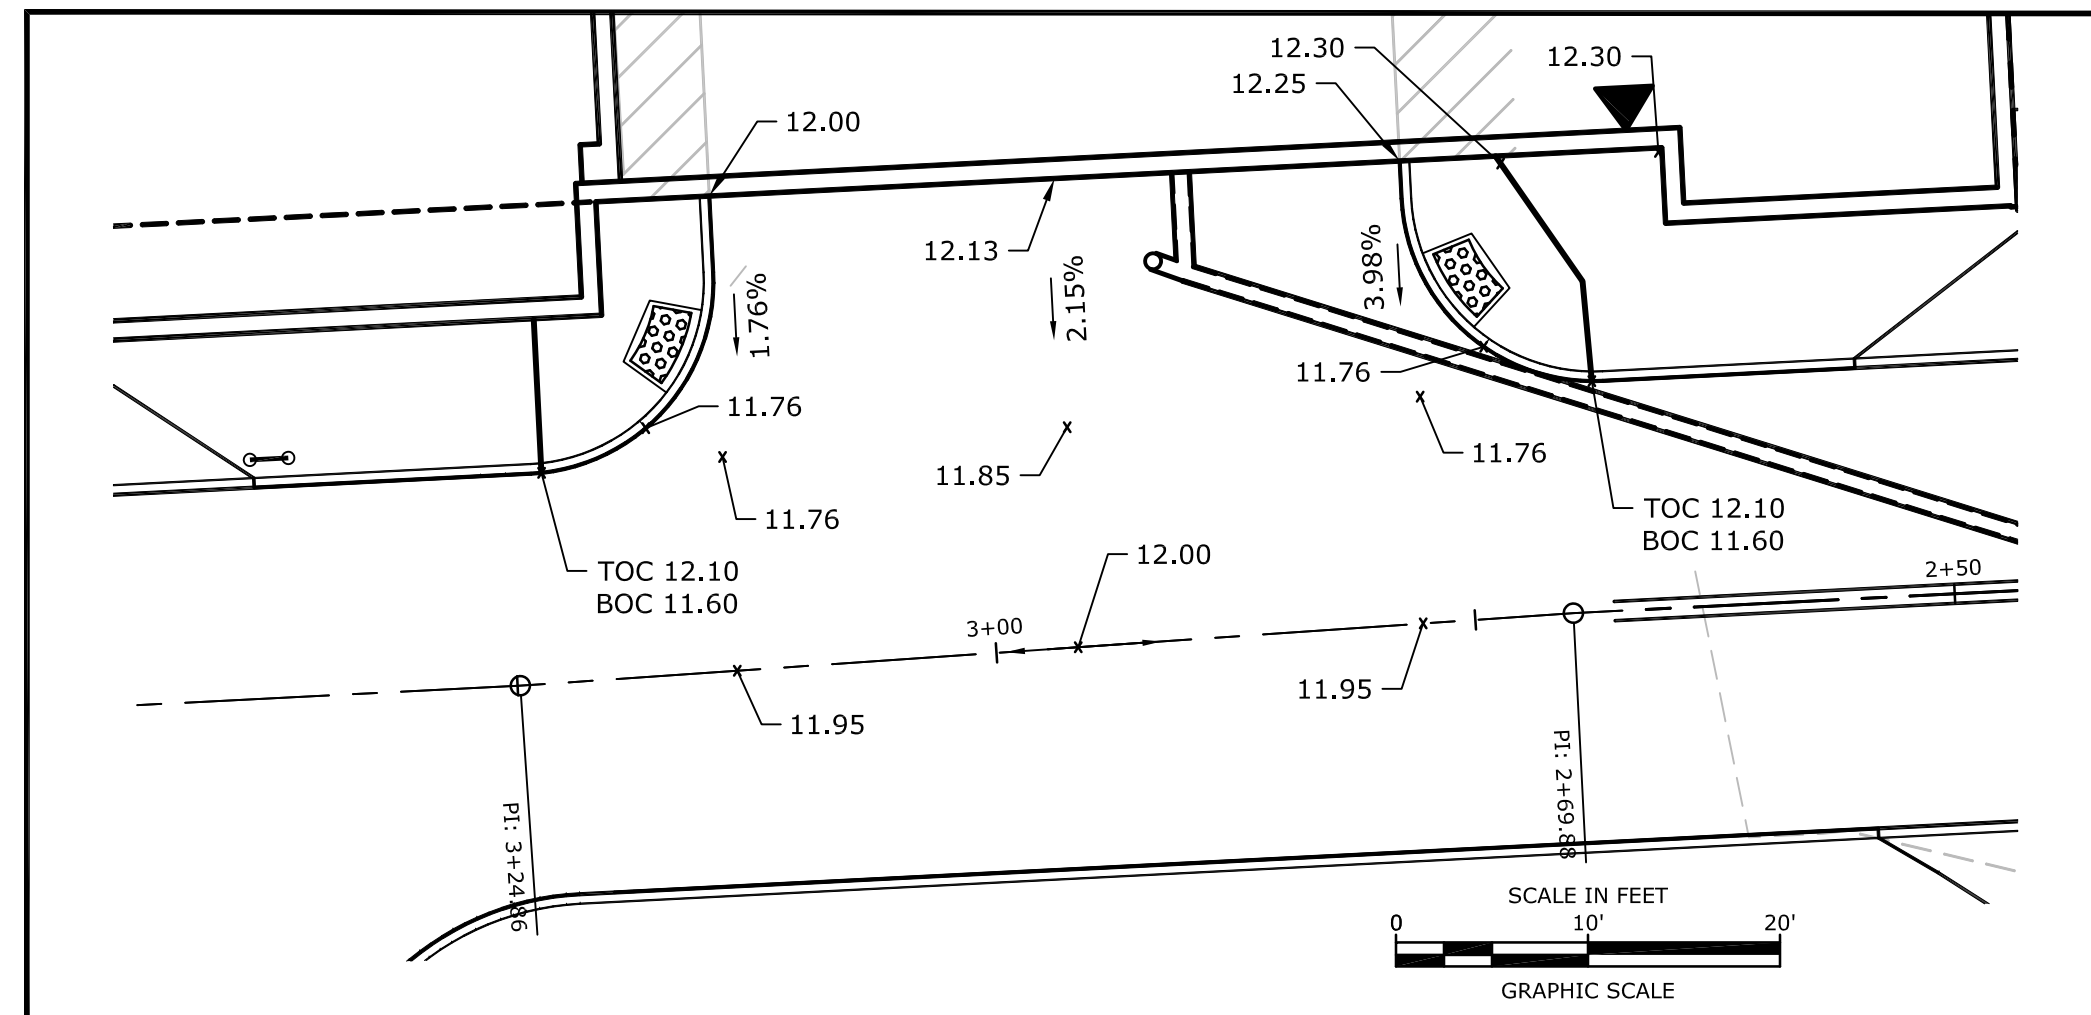 12.30
12.30
12.25
12.00
12.13
1.76%
2.15%
3.98%
11.76
11.76
11.76
11.85
11.76
TOC 12.10
BOC 11.60
TOC 12.10
BOC 11.60
12.00
2+50
3+00
11.95
11.95
PI: 3+24.86
PI: 2+69.88
SCALE IN FEET
0 10' 20'
GRAPHIC SCALE